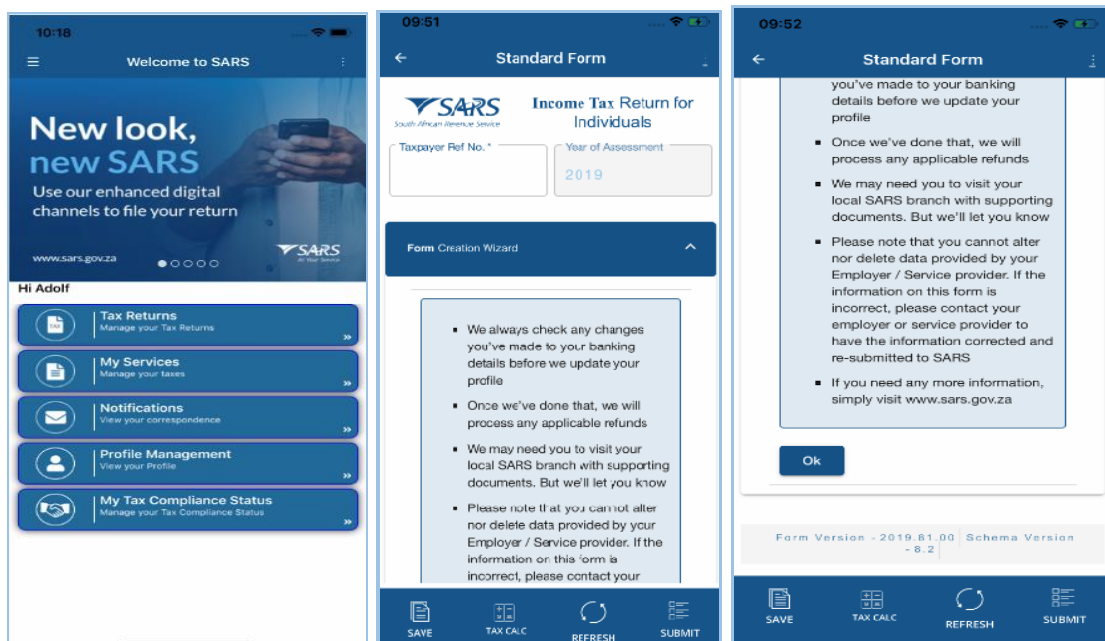 10:18
Welcome to SARS
New look,
new SARS
Use our enhanced digital
channels to file your return
www.sars.gov.za
SARS
At Your Service
Hi Adolf
Tax Returns
Manage your Tax Returns
My Services
Manage your taxes
Notifications
View your correspondence
Profile Management
View your Profile
My Tax Compliance Status
Manage your Tax Compliance Status
09:51
Standard Form
SARS
South African Revenue Service
Income Tax Return for
Individuals
Taxpayer Ref No. *
Year of Assessment
2019
Form Creation Wizard
▪ We always check any changes
you've made to your banking
details before we update your
profile
▪ Once we've done that, we will
process any applicable refunds
▪ We may need you to visit your
local SARS branch with supporting
documents. But we'll let you know
▪ Please note that you cannot alter
nor delete data provided by your
Employer / Service provider. If the
information on this form is
incorrect, please contact your
SAVE
TAX CALC
REFRESH
SUBMIT
09:52
Standard Form
you've made to your banking
details before we update your
profile
▪ Once we've done that, we will
process any applicable refunds
▪ We may need you to visit your
local SARS branch with supporting
documents. But we'll let you know
▪ Please note that you cannot alter
nor delete data provided by your
Employer / Service provider. If the
information on this form is
incorrect, please contact your
employer or service provider to
have the information corrected and
re-submitted to SARS
▪ If you need any more information,
simply visit www.sars.gov.za
Ok
Form Version - 2019.81.00 Schema Version
- 8.2
SAVE
TAX CALC
REFRESH
SUBMIT